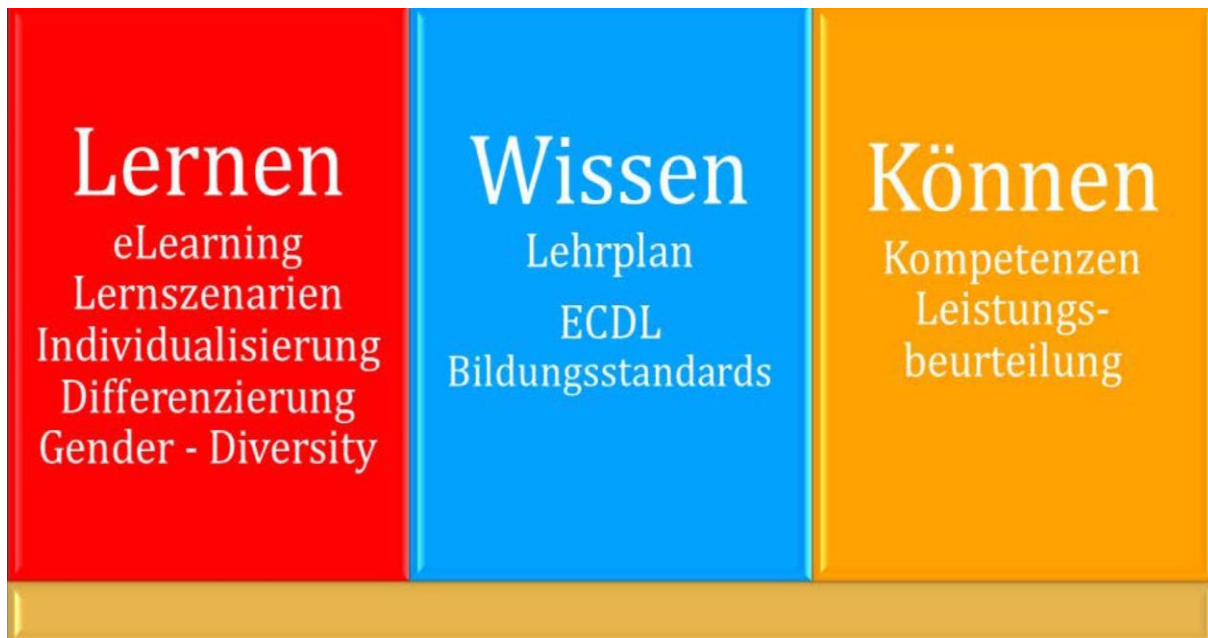 Lernen
eLearning
Lernszenarien
Individualisierung
Differenzierung
Gender - Diversity
Wissen
Lehrplan
ECDL
Bildungsstandards
Können
Kompetenzen
Leistungs-
beurteilung